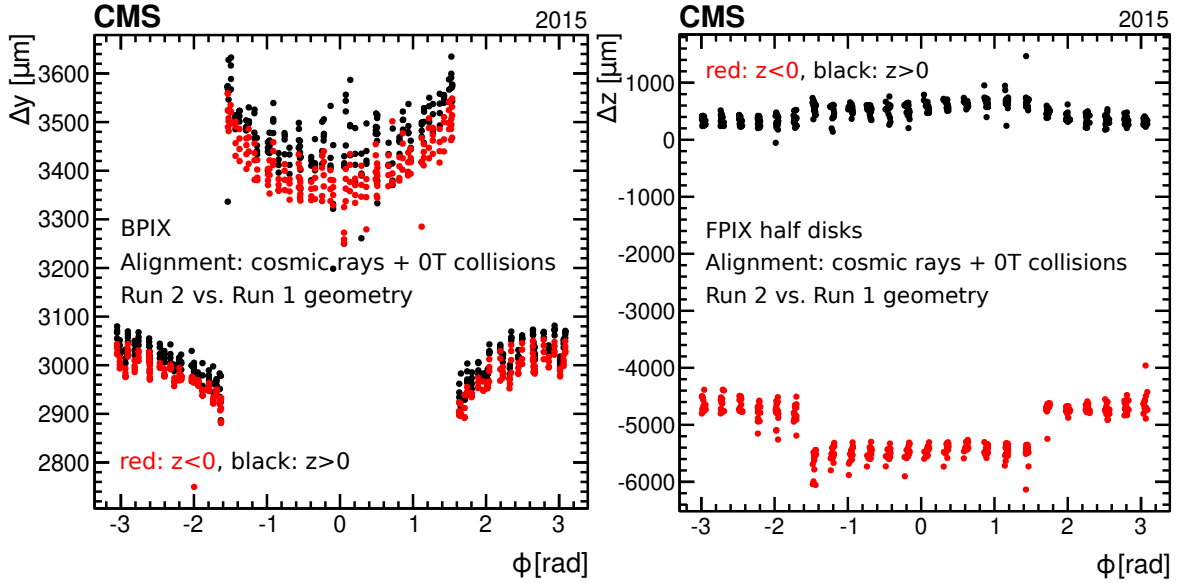 CMS 2015
Δy [μm]
3600
3500
3400
3300
3200
3100
3000
2900
2800
BPIX
Alignment: cosmic rays + 0T collisions
Run 2 vs. Run 1 geometry
red: z<0, black: z>0
-3 -2 -1 0 1 2 3
ϕ[rad]
CMS 2015
Δz [μm]
red: z<0, black: z>0
1000
0
-1000
-2000
-3000
-4000
-5000
-6000
FPIX half disks
Alignment: cosmic rays + 0T collisions
Run 2 vs. Run 1 geometry
-3 -2 -1 0 1 2 3
ϕ[rad]